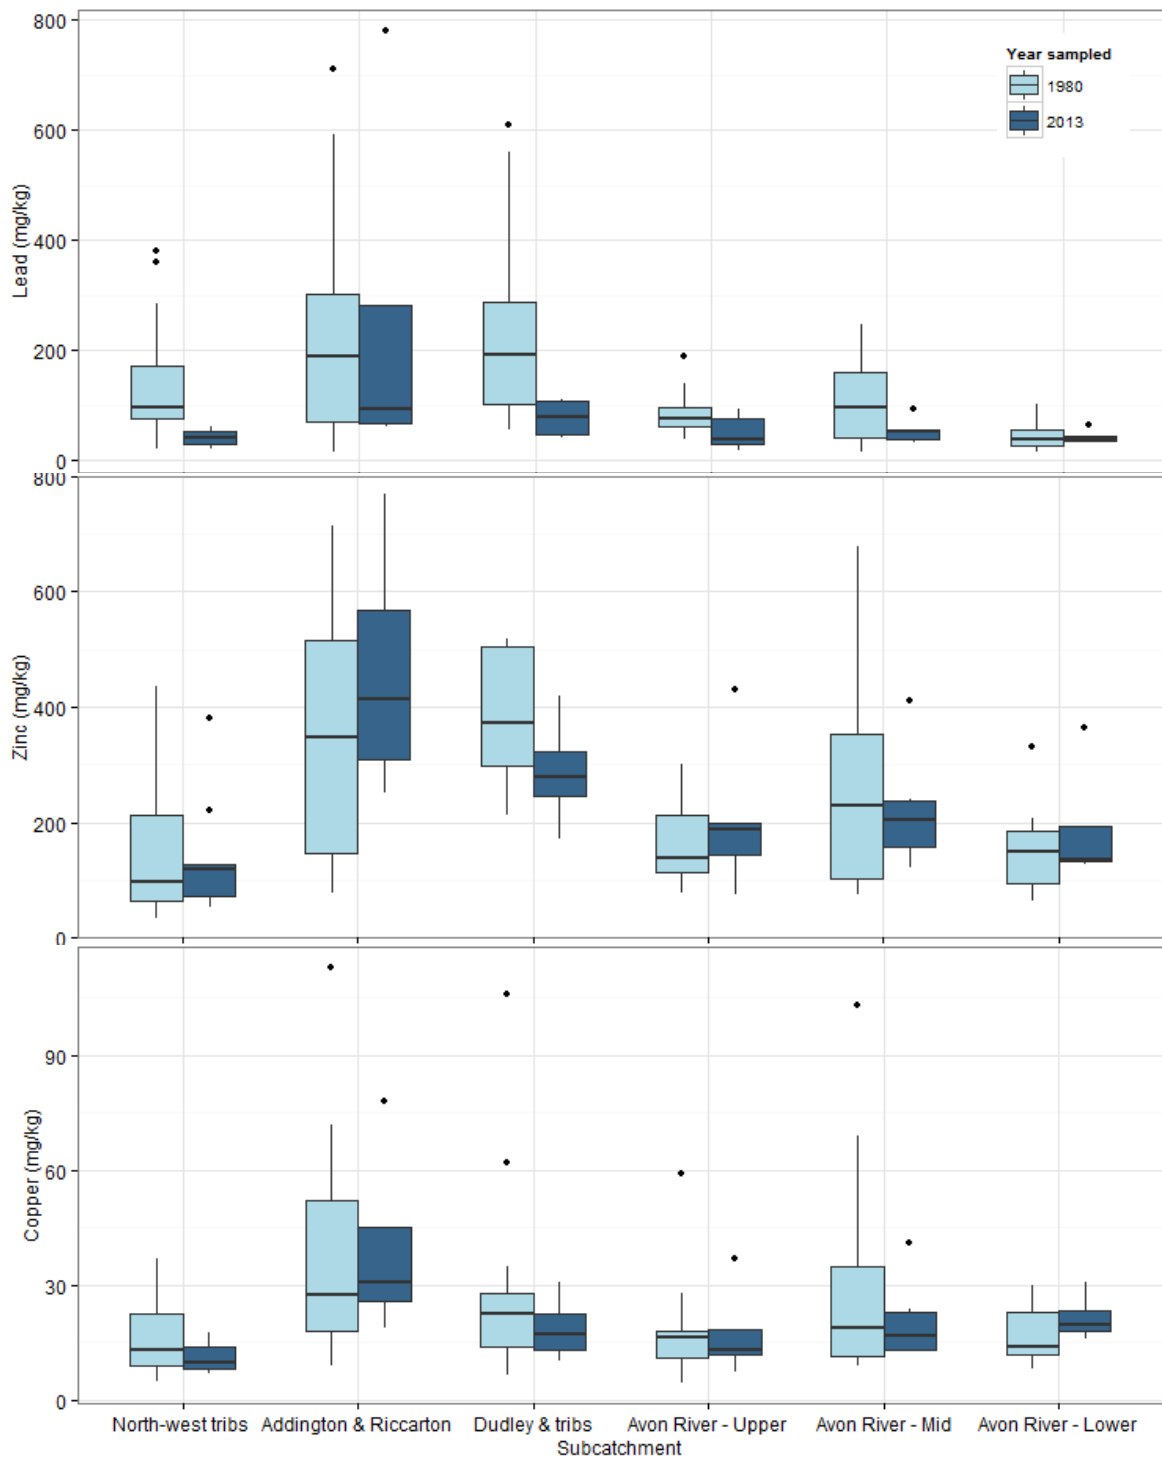 800
600
400
200
0
Lead (mg/kg)
Year sampled
1980
2013
800
600
400
200
0
Zinc (mg/kg)
90
60
30
0
Copper (mg/kg)
North-west tribs Addington & Riccarton Dudley & tribs Avon River - Upper Avon River - Mid Avon River - Lower
Subcatchment